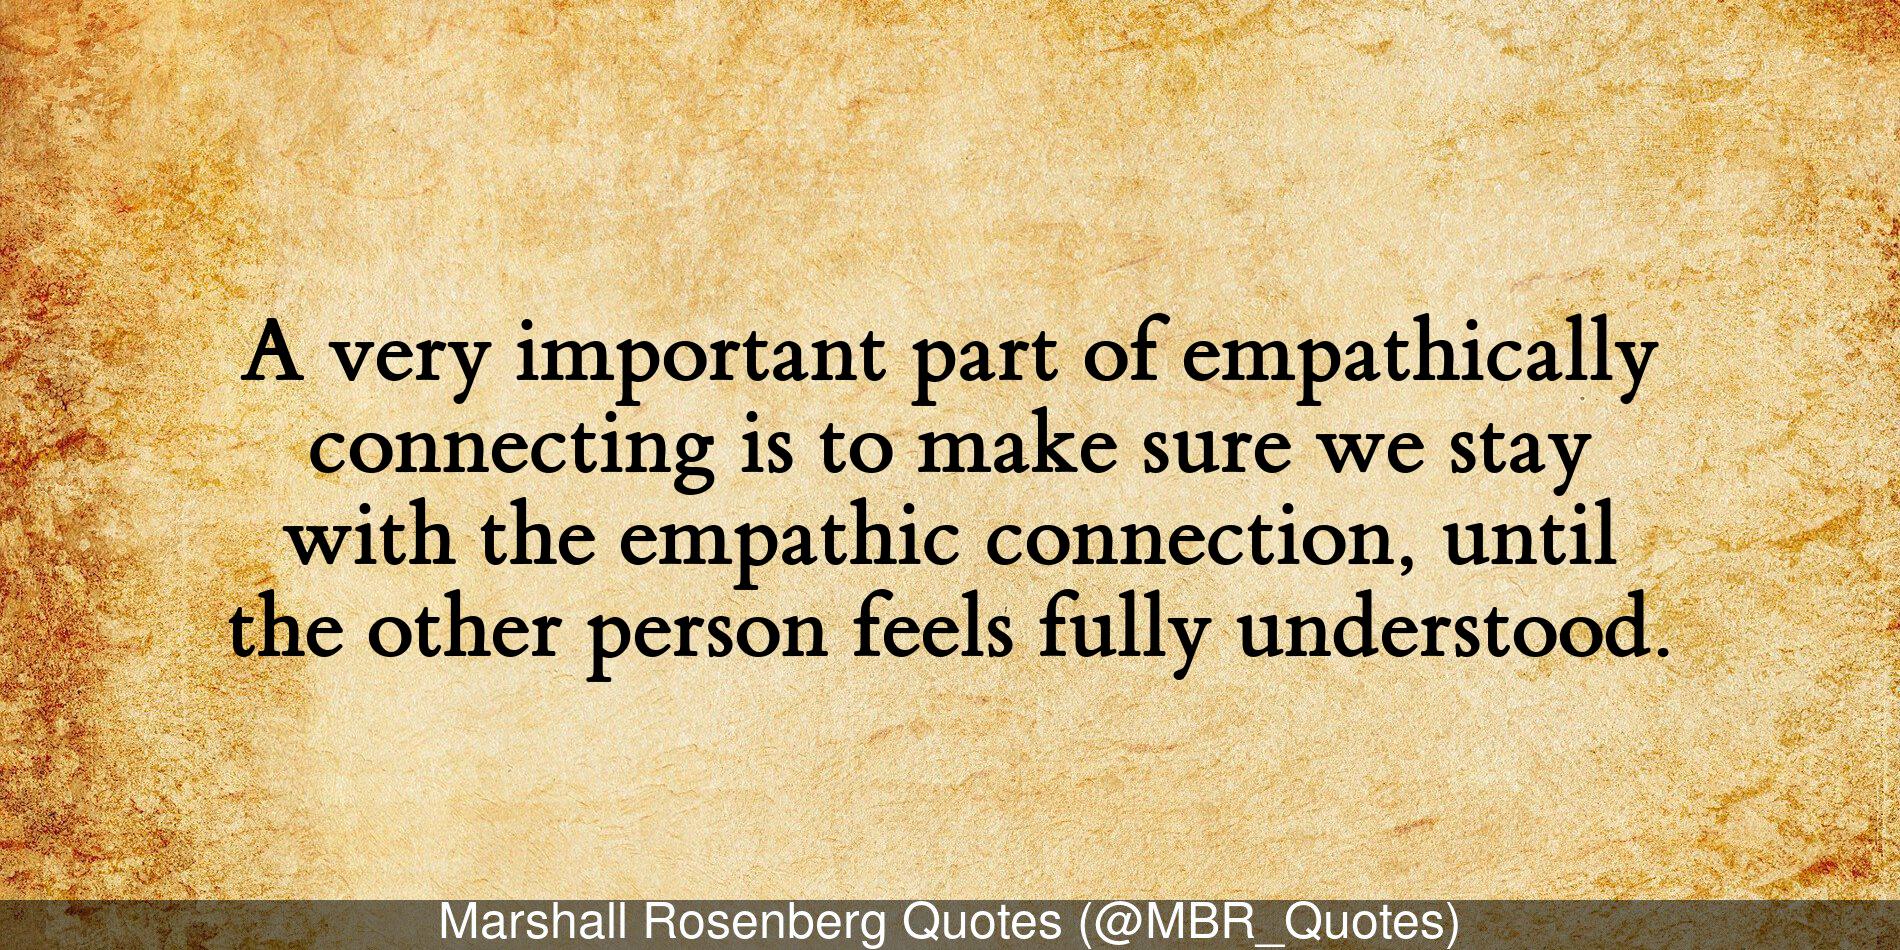 A very important part of empathically
connecting is to make sure we stay
with the empathic connection, until
the other person feels fully understood.
Marshall Rosenberg Quotes (@MBR_Quotes)